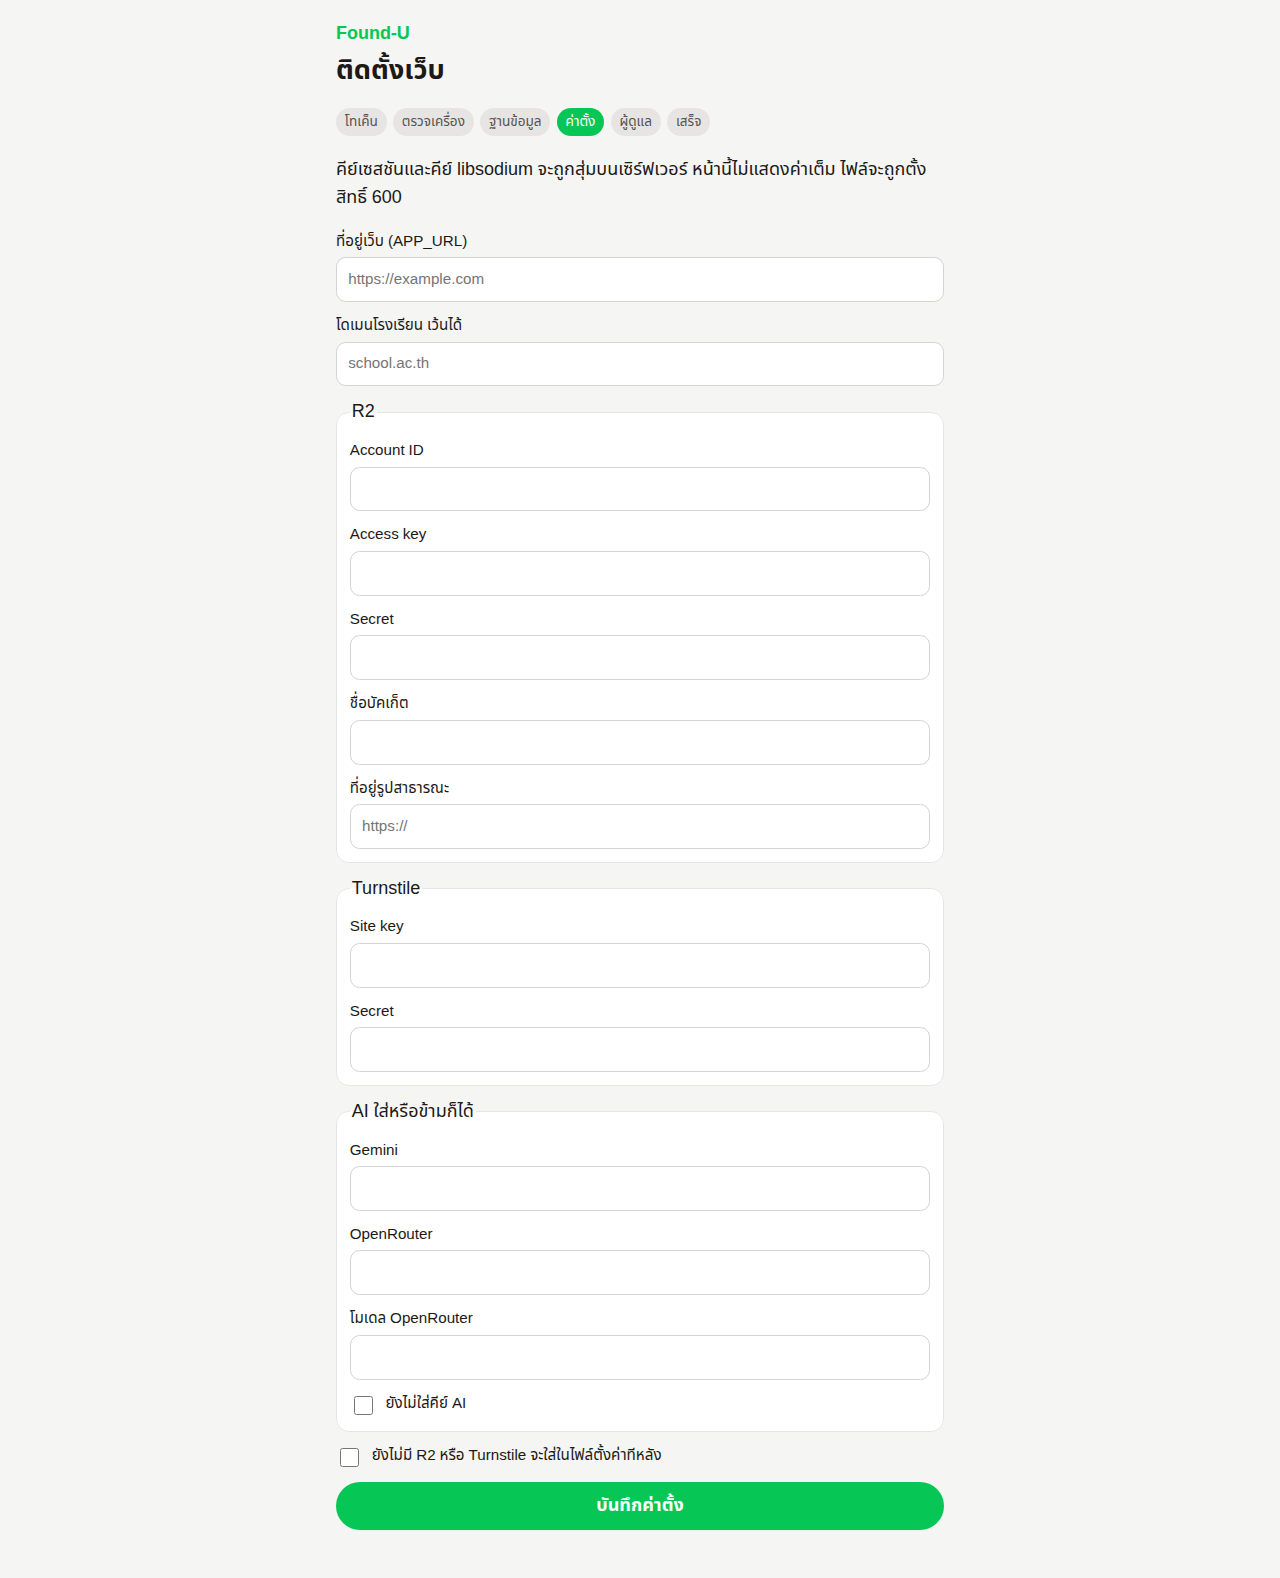 Found-U
ติดตั้งเว็บ
โทเค็น
ตรวจเครื่อง
ฐานข้อมูล
ค่าตั้ง
ผู้ดูแล
เสร็จ
คีย์เซสชันและคีย์ libsodium จะถูกสุ่มบนเซิร์ฟเวอร์ หน้านี้ไม่แสดงค่าเต็ม ไฟล์จะถูกตั้ง
สิทธิ์ 600
ที่อยู่เว็บ (APP_URL)
https://example.com
โดเมนโรงเรียน เว้นได้
school.ac.th
R2
Account ID
Access key
Secret
ชื่อบัคเก็ต
ที่อยู่รูปสาธารณะ
https://
Turnstile
Site key
Secret
AI ใส่หรือข้ามก็ได้
Gemini
OpenRouter
โมเดล OpenRouter
ยังไม่ใส่คีย์ AI
ยังไม่มี R2 หรือ Turnstile จะใส่ในไฟล์ตั้งค่าทีหลัง
บันทึกค่าตั้ง